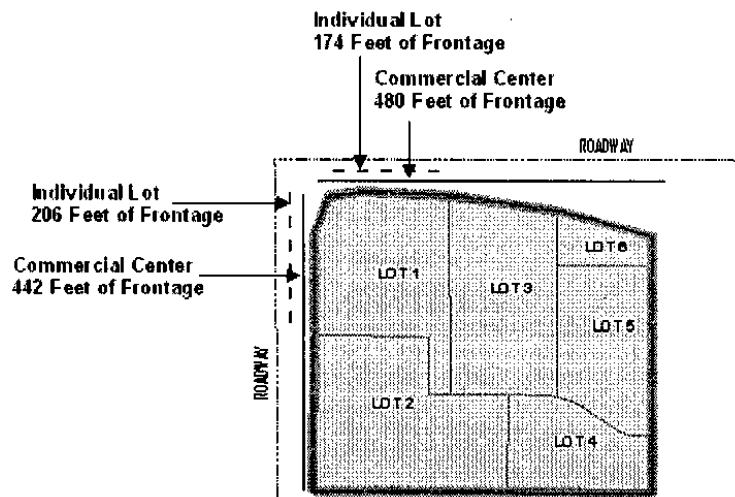 Individual Lot
174 Feet of Frontage
Commercial Center
480 Feet of Frontage
ROADWAY
Individual Lot
206 Feet of Frontage
Commercial Center
442 Feet of Frontage
LOT 6
LOT 1
LOT 3
LOT 5
ROADWAY
LOT 2
LOT 4